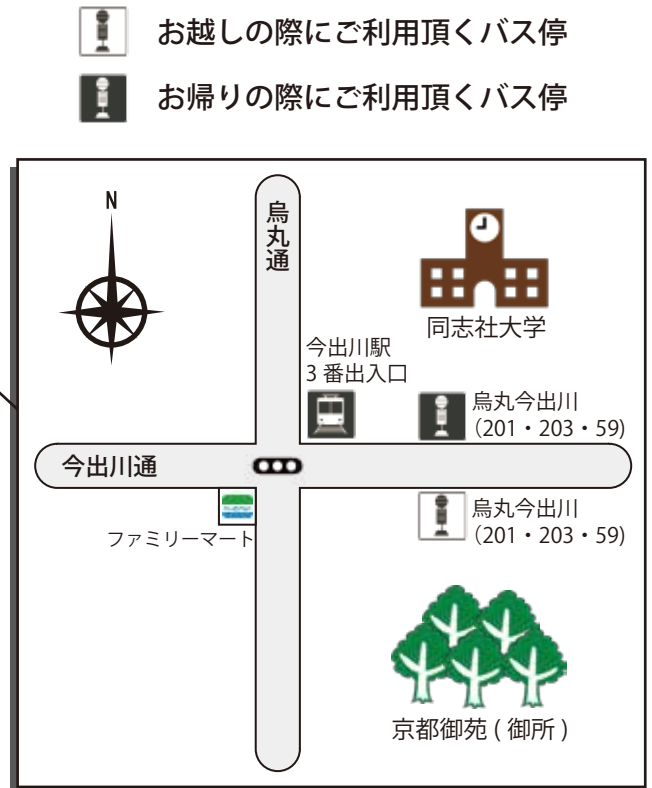 お越しの際にご利用頂くバス停
お帰りの際にご利用頂くバス停
N
烏丸通
同志社大学
今出川駅
3 番出入口
烏丸今出川
(201・203・59)
今出川通
ファミリーマート
烏丸今出川
(201・203・59)
京都御苑 ( 御所 )